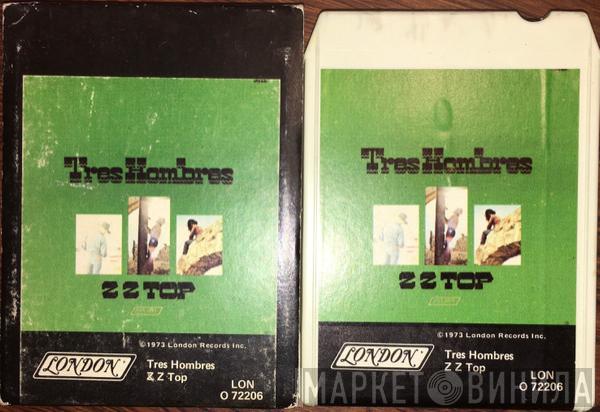 Tres Hombres
Z Z TOP
©1973 London Records Inc.
LONDON
Tres Hombres
Z Z Top
LON
O 72206
Tres Hombres
Z Z TOP
LONDON
©1973 London Records Inc.
LONDON
Tres Hombres
Z Z Top
LON
O 72206
МАРКЕТ ВИНИЛА